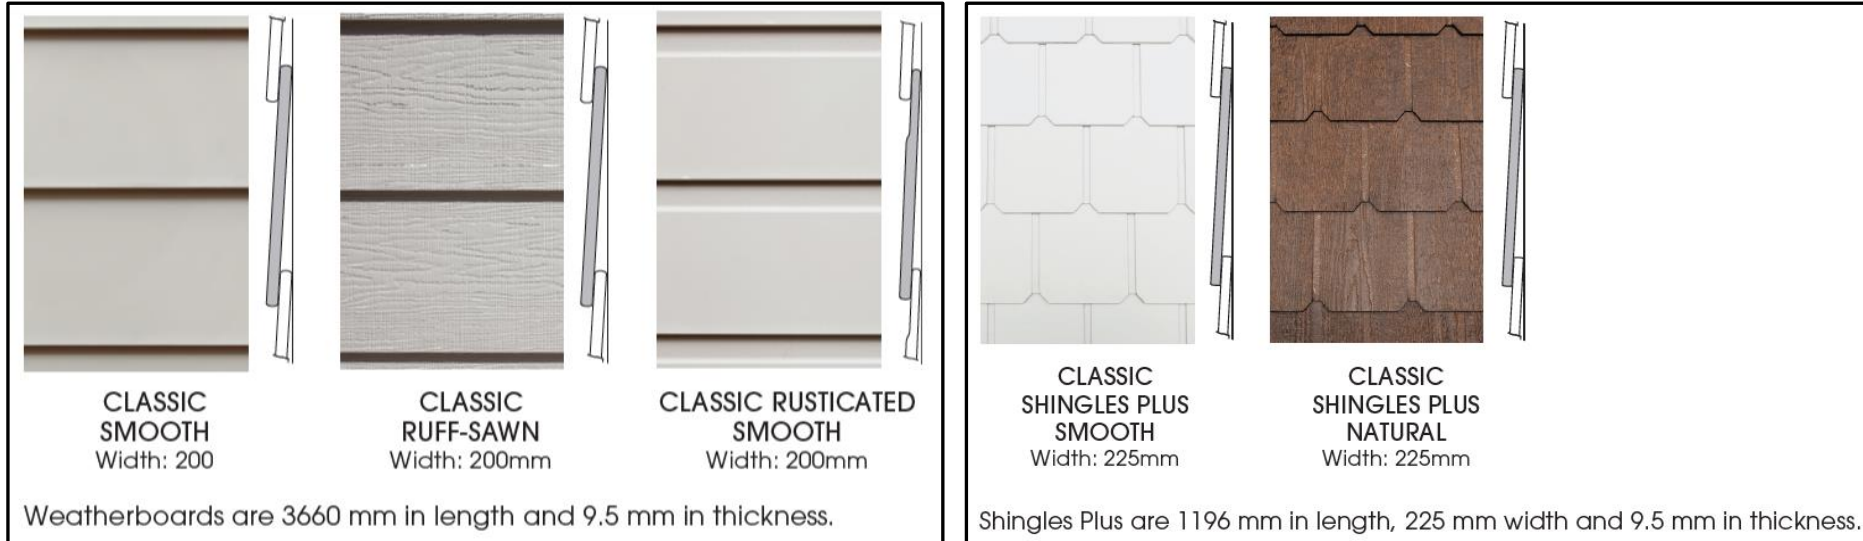 CLASSIC
SMOOTH
Width: 200
CLASSIC
RUFF-SAWN
Width: 200mm
CLASSIC RUSTICATED
SMOOTH
Width: 200mm
Weatherboards are 3660 mm in length and 9.5 mm in thickness.
CLASSIC
SHINGLES PLUS
SMOOTH
Width: 225mm
CLASSIC
SHINGLES PLUS
NATURAL
Width: 225mm
Shingles Plus are 1196 mm in length, 225 mm width and 9.5 mm in thickness.